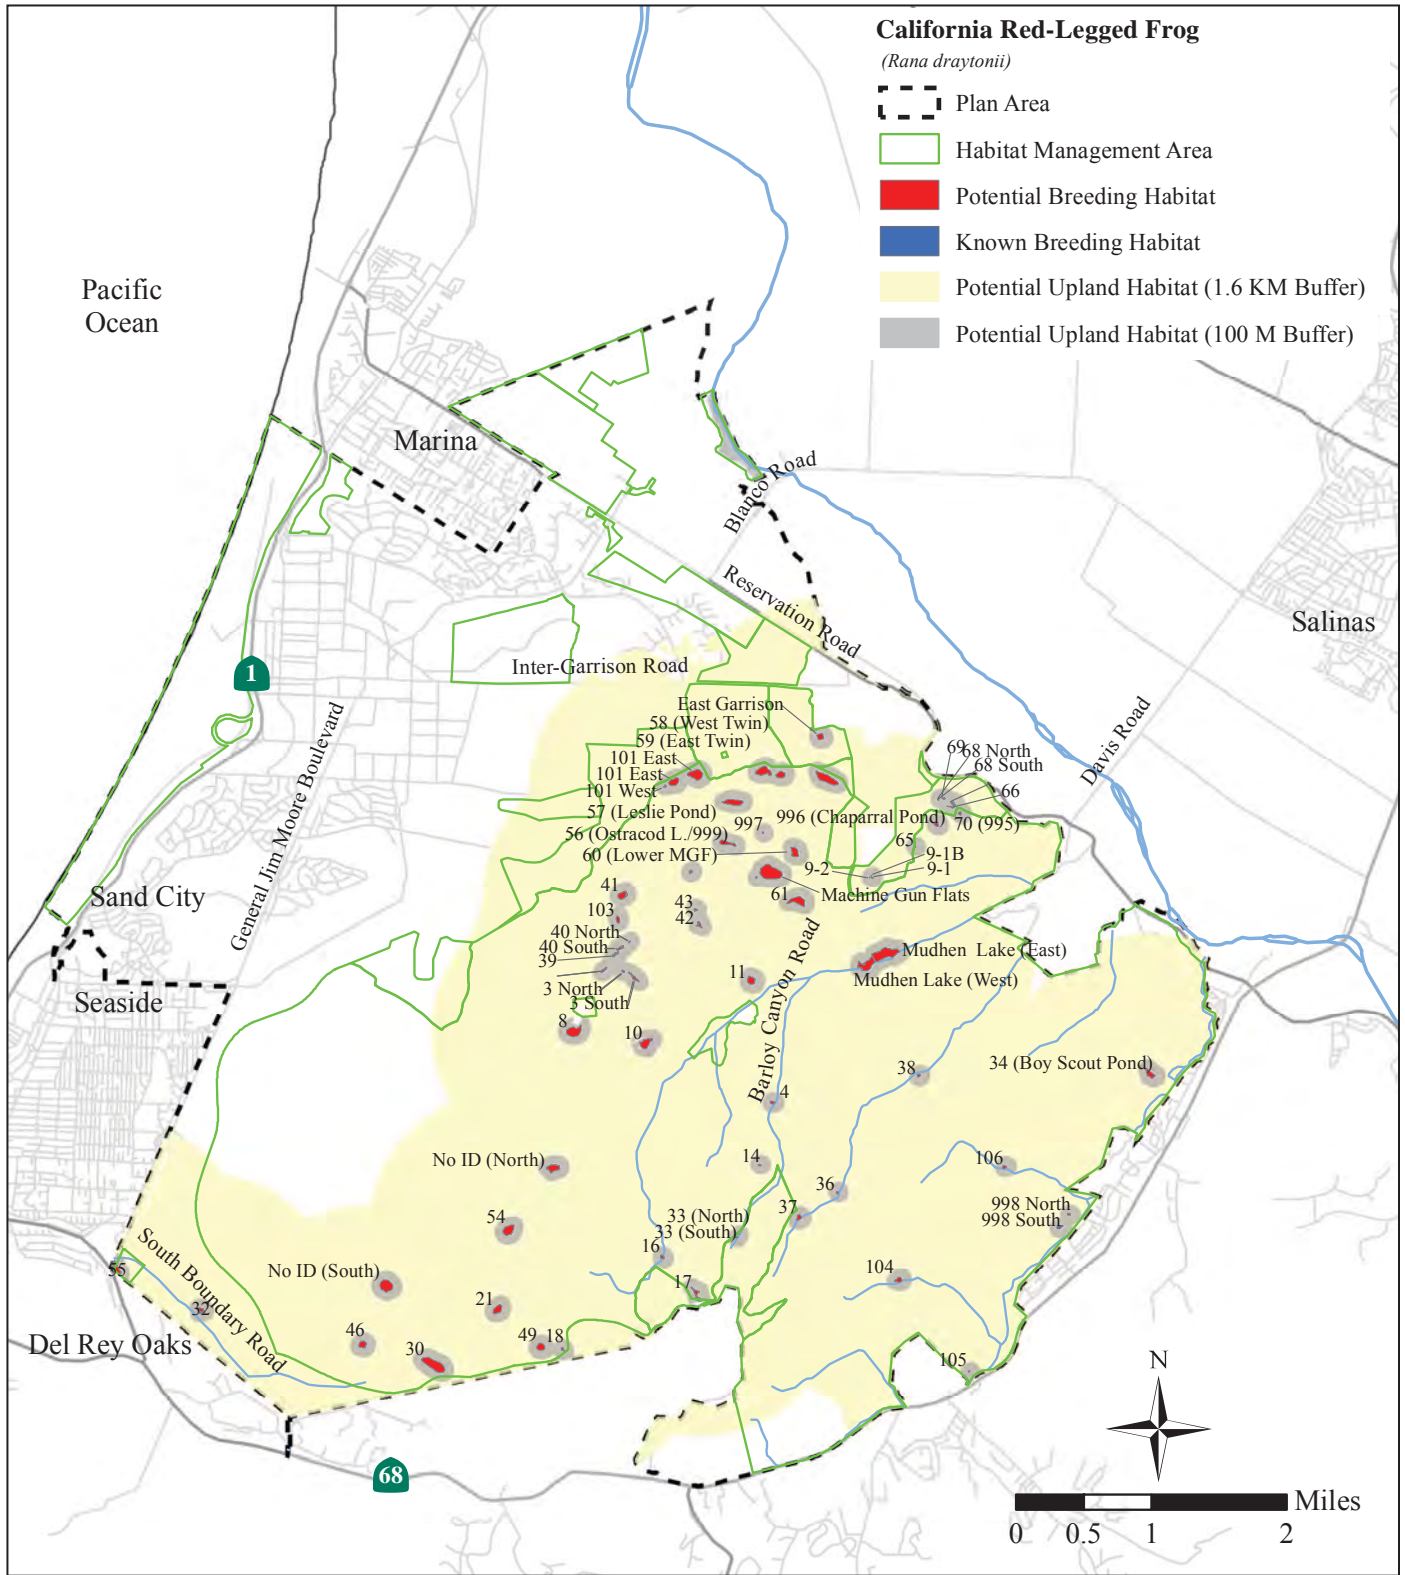 California Red-Legged Frog
(Rana draytonii)
Plan Area
Habitat Management Area
Potential Breeding Habitat
Known Breeding Habitat
Potential Upland Habitat (1.6 KM Buffer)
Potential Upland Habitat (100 M Buffer)
Pacific
Ocean
Marina
Blanco Road
Reservation Road
Salinas
Inter-Garrison Road
1
General Jim Moore Boulevard
Davis Road
East Garrison
58 (West Twin)
59 (East Twin)
101 East
101 East
101 West
57 (Leslie Pond)
997
996 (Chaparral Pond)
56 (Ostracod L./999)
60 (Lower MGF)
69
68 North
68 South
66
70 (995)
65
9-1B
9-2
9-1
Machine Gun Flats
61
41
43
103
42
40 North
40 South
39
3 North
3 South
Sand City
Seaside
11
Mudhen Lake (East)
Mudhen Lake (West)
Barloy Canyon Road
8
10
38
34 (Boy Scout Pond)
4
No ID (North)
14
106
36
998 North
998 South
37
33 (North)
33 (South)
54
16
South Boundary Road
55
No ID (South)
104
17
21
32
Del Rey Oaks
46
30
49
18
105
N
68
Miles
0 0.5 1 2